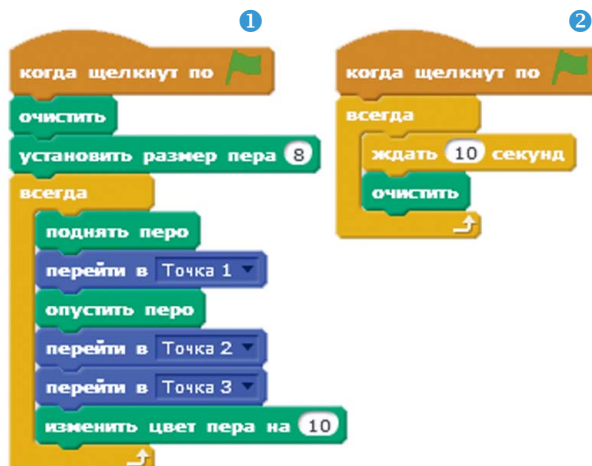 1
когда щелкнут по
очистить
установить размер пера 8
всегда
поднять перо
перейти в Точка 1
опустить перо
перейти в Точка 2
перейти в Точка 3
изменить цвет пера на 10
2
когда щелкнут по
всегда
ждать 10 секунд
очистить